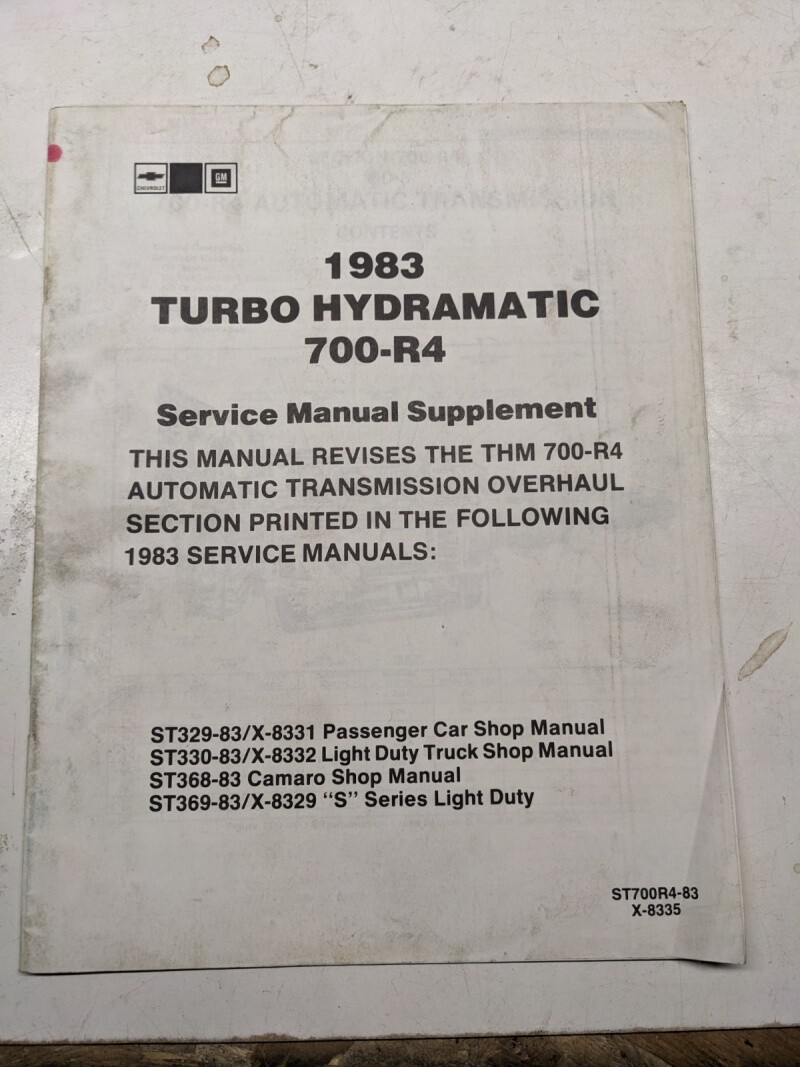 CHEVROLET
GM
1983
TURBO HYDRAMATIC
700-R4
Service Manual Supplement
THIS MANUAL REVISES THE THM 700-R4
AUTOMATIC TRANSMISSION OVERHAUL
SECTION PRINTED IN THE FOLLOWING
1983 SERVICE MANUALS:
ST329-83/X-8331 Passenger Car Shop Manual
ST330-83/X-8332 Light Duty Truck Shop Manual
ST368-83 Camaro Shop Manual
ST369-83/X-8329 “S” Series Light Duty
ST700R4-83
X-8335